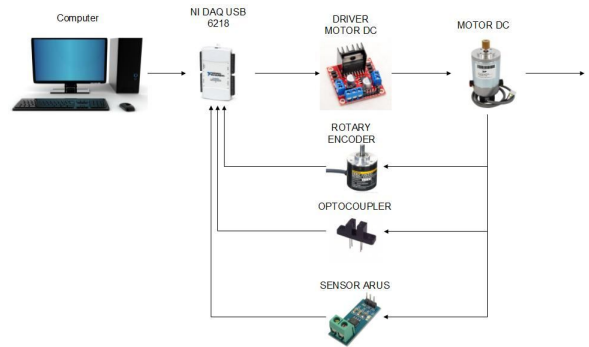 Computer
NI DAQ USB
6218
DRIVER
MOTOR DC
MOTOR DC
ROTARY
ENCODER
OPTOCOUPLER
SENSOR ARUS